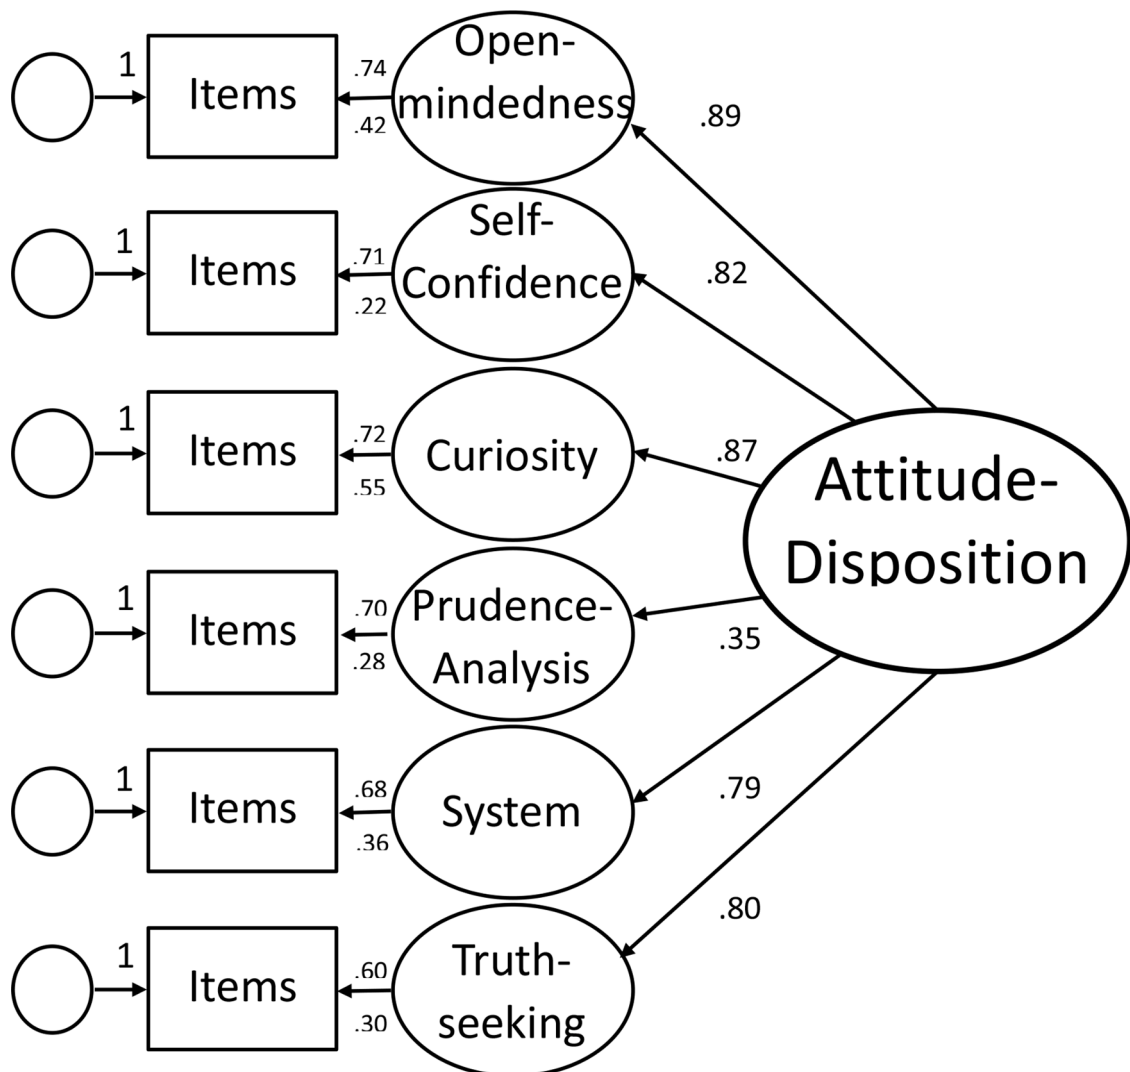 1
Items
.74
.42
Open-
mindedness
.89
1
Items
.71
.22
Self-
Confidence
.82
1
Items
.72
.55
Curiosity
.87
Attitude-
Disposition
1
Items
.70
.28
Prudence-
Analysis
.35
1
Items
.68
.36
System
.79
1
Items
.60
.30
Truth-
seeking
.80